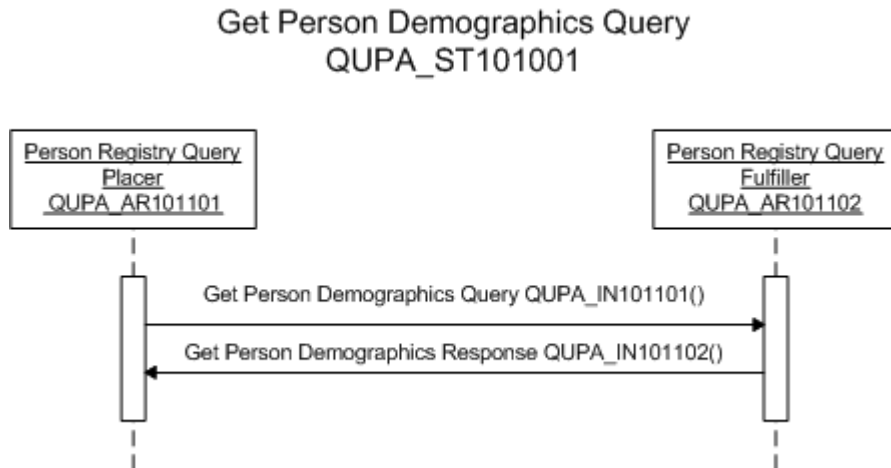 Get Person Demographics Query
QUPA_ST101001
Person Registry Query
Placer
QUPA_AR101101
Person Registry Query
Fulfiller
QUPA_AR101102
Get Person Demographics Query QUPA_IN101101()
Get Person Demographics Response QUPA_IN101102()